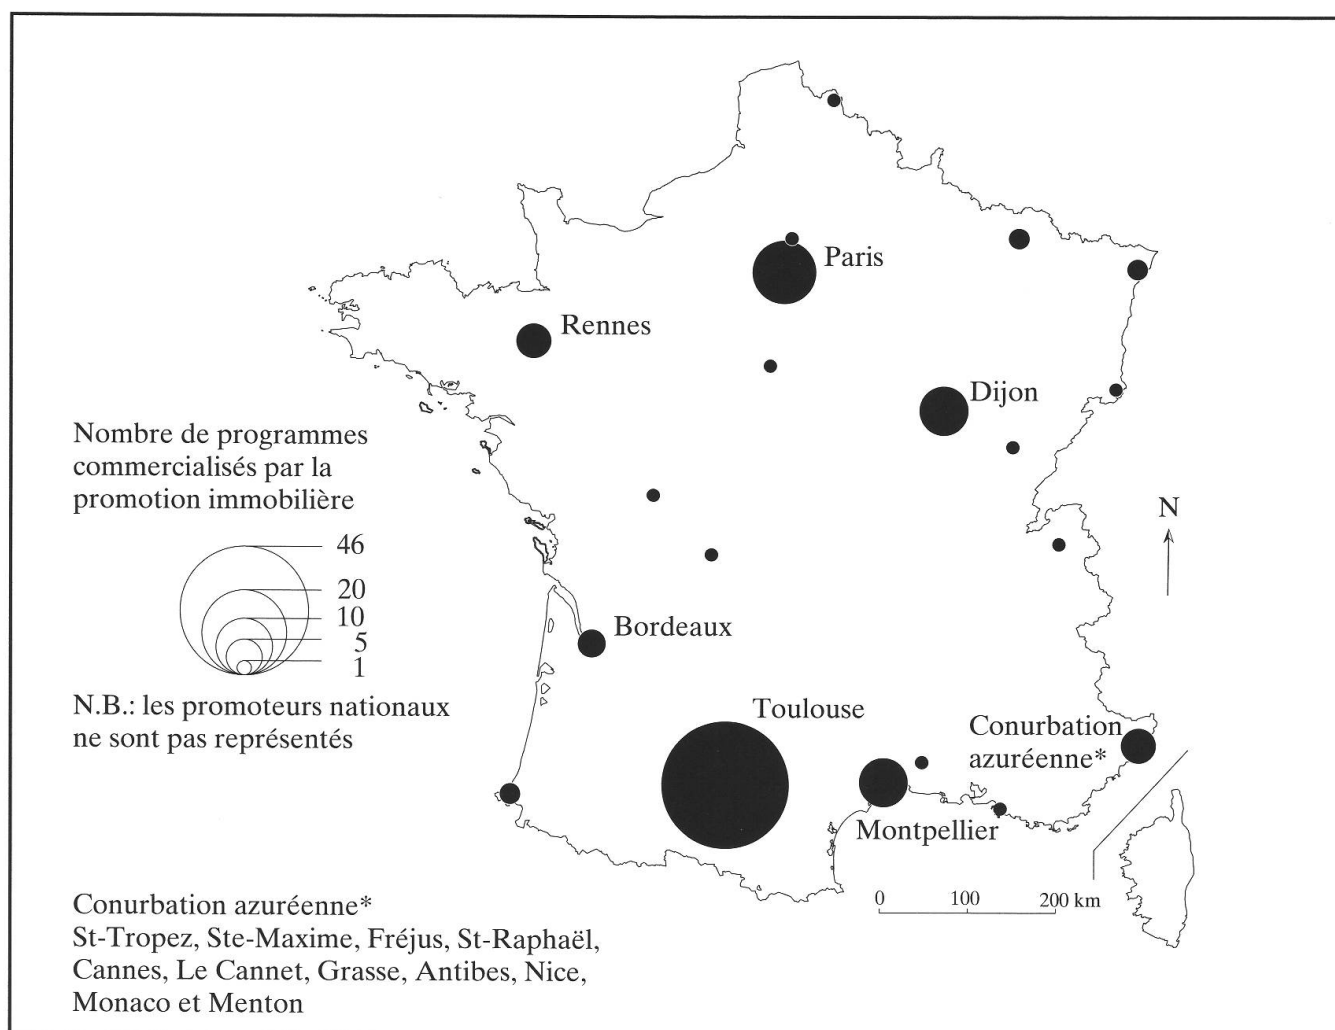 Paris
Rennes
Dijon
Nombre de programmes
commercialisés par la
promotion immobilière
46
20
10
5
1
N.B.: les promoteurs nationaux
ne sont pas représentés
N
Bordeaux
Toulouse
Conurbation
azuréenne*
Montpellier
0 100 200 km
Conurbation azuréenne*
St-Tropez, Ste-Maxime, Fréjus, St-Raphaël,
Cannes, Le Cannet, Grasse, Antibes, Nice,
Monaco et Menton